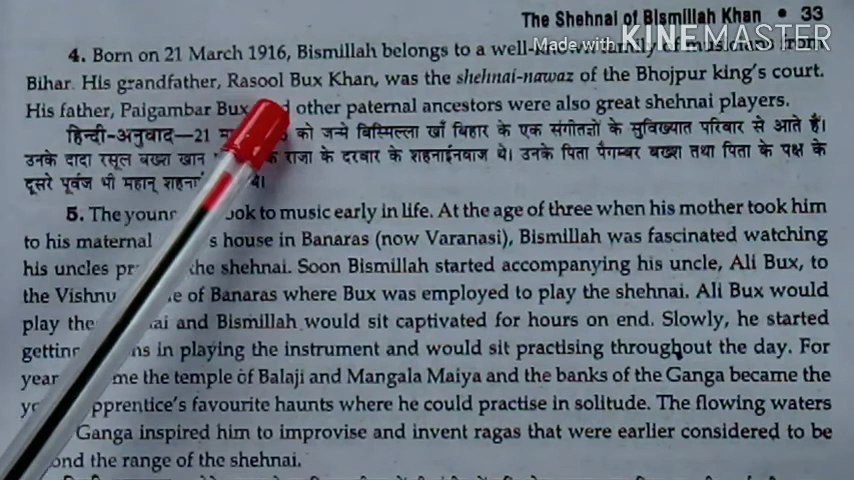 The Shehnai of Bismillah Khan • 33
Made with KINEMASTER
4. Born on 21 March 1916, Bismillah belongs to a well-known family of musicians from
Bihar. His grandfather, Rasool Bux Khan, was the shehnai-nawaz of the Bhojpur king's court.
His father, Paigambar Bux other paternal ancestors were also great shehnai players.
हिन्दी-अनुवाद—21 को जन्मे बिस्मिल्ला खाँ बिहार के एक संगीतज्ञों के सुविख्यात परिवार से आते हैं।
उनके दादा रसूल बख्श खान राजा के दरबार के शहनाईनबाज थे। उनके पिता पैगम्बर बख्श तथा पिता के पक्ष के
दूसरे पूर्वज भी महान्
5. The young took to music early in life. At the age of three when his mother took him
to his maternal house in Banaras (now Varanasi), Bismillah was fascinated watching
his uncles the shehnai. Soon Bismillah started accompanying his uncle, Ali Bux, to
the Vishnu of Banaras where Bux was employed to play the shehnai. Ali Bux would
play the and Bismillah would sit captivated for hours on end. Slowly, he started
getting in playing the instrument and would sit practising throughout the day. For
the temple of Balaji and Mangala Maiya and the banks of the Ganga became the
apprentice's favourite haunts where he could practise in solitude. The flowing waters
Ganga inspired him to improvise and invent ragas that were earlier considered to be
the range of the shehnai.